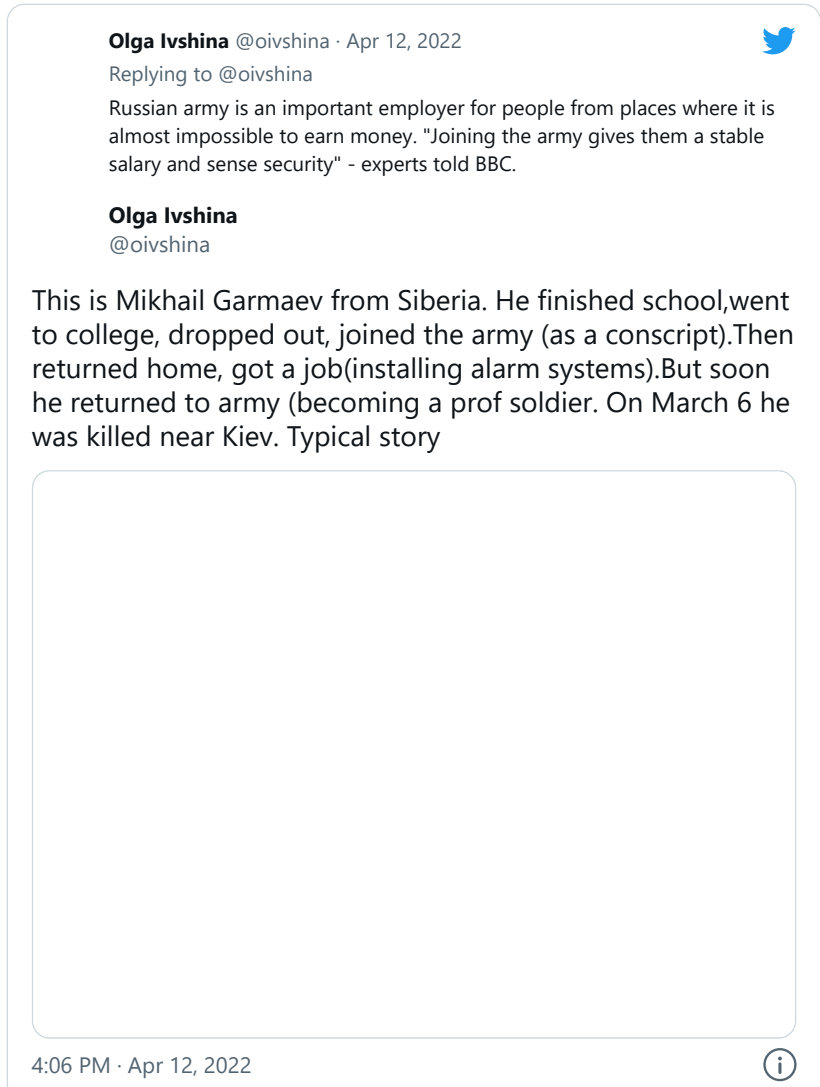 Olga Ivshina @oivshina · Apr 12, 2022
Replying to @oivshina
Russian army is an important employer for people from places where it is
almost impossible to earn money. "Joining the army gives them a stable
salary and sense security" - experts told BBC.
Olga Ivshina
@oivshina
This is Mikhail Garmaev from Siberia. He finished school,went
to college, dropped out, joined the army (as a conscript).Then
returned home, got a job(installing alarm systems).But soon
he returned to army (becoming a prof soldier. On March 6 he
was killed near Kiev. Typical story
4:06 PM · Apr 12, 2022